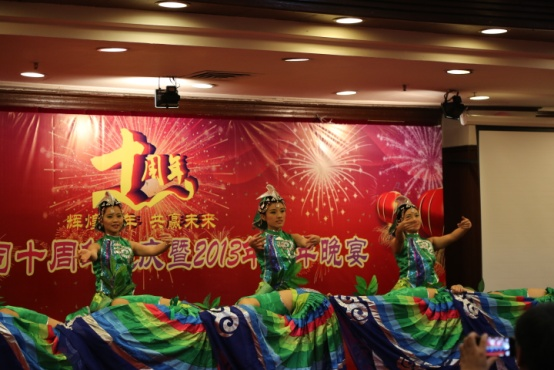 十周年
辉煌 年 共赢未来
司十周 庆暨2013年 年晚宴